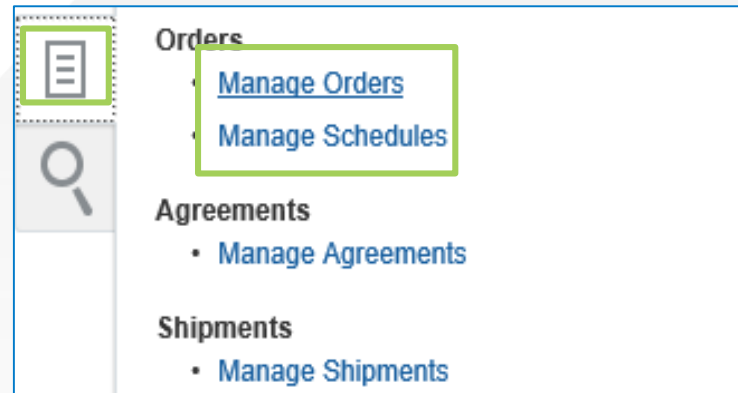 Orders
• Manage Orders
• Manage Schedules
Agreements
• Manage Agreements
Shipments
• Manage Shipments